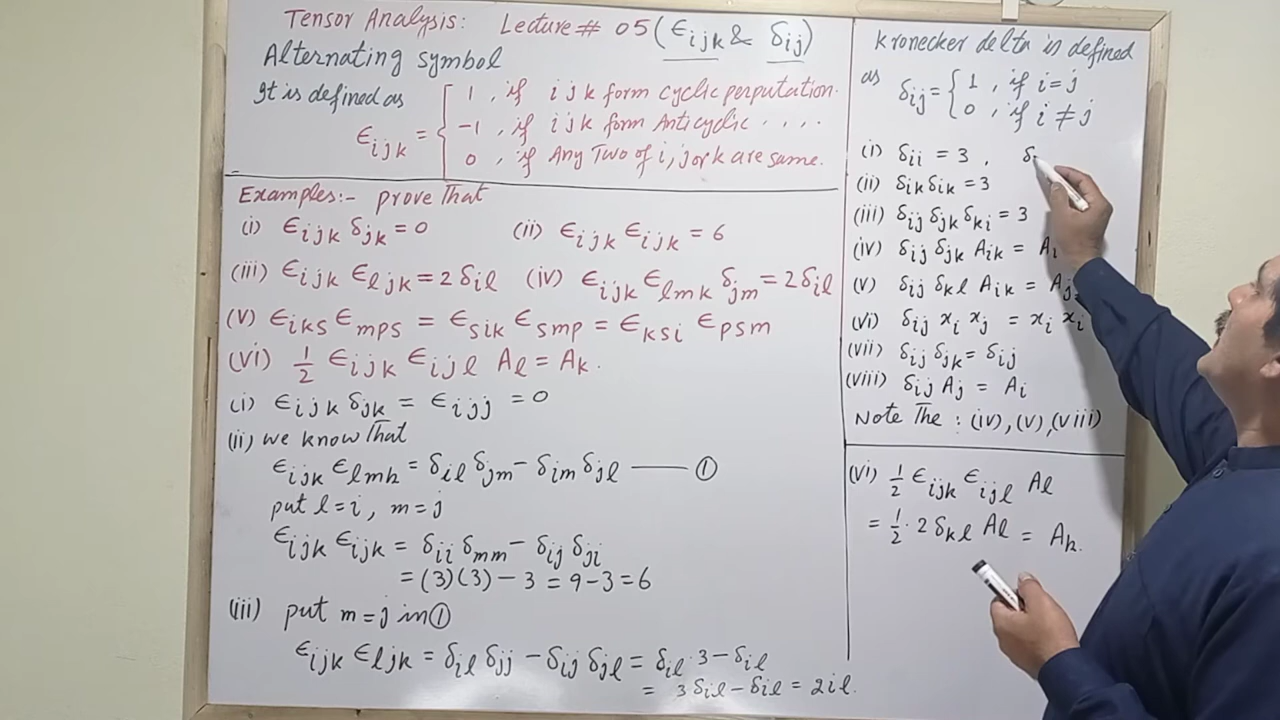 Tensor Analysis: Lecture# 05 (ϵijk & δij)
Alternating symbol
It is defined as
ϵijk = { 1 , if ijk form cyclic perputation.
-1 , if ijk form Anticyclic ....
0 , if Any Two of i, j or k are same.
Examples:- prove that
(i) ϵijk δjk = 0 (ii) ϵijk ϵijk = 6
(iii) ϵijk ϵljk = 2δil (iv) ϵijk ϵlmk δjm = 2δil
(v) ϵiks ϵmps = ϵsik ϵsmp = ϵksi ϵpsm
(vi) 1/2 ϵijk ϵijl Al = Ak.
(i) ϵijk δjk = ϵijj = 0
(ii) we know That
ϵijk ϵlmk = δil δjm - δim δjl —— ①
put l = i, m = j
ϵijk ϵijk = δii δmm - δij δji
= (3)(3) - 3 = 9 - 3 = 6
(iii) put m = j in ①
ϵijk ϵljk = δil δjj - δij δjl = δil . 3 - δil
= 3δil - δil = 2il.
Kronecker delta is defined
as δij = { 1 , if i = j
0 , if i ≠ j
(i) δii = 3 , δ
(ii) δik δik = 3
(iii) δij δjk δki = 3
(iv) δij δjk Aik = Ai
(v) δij δkl Aik = Aj
(vi) δij xi xj = xi xi
(vii) δij δjk = δij
(viii) δij Aj = Ai
Note The : (iv), (v), (viii)
(vi) 1/2 ϵijk ϵijl Al
= 1/2 . 2 δkl Al = Ak.